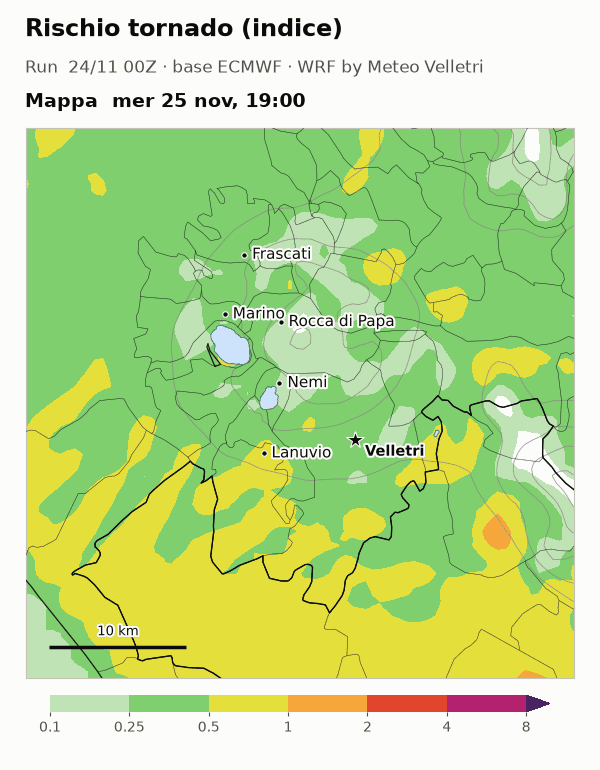 Rischio tornado (indice)
Run  24/11 00Z · base ECMWF · WRF by Meteo Velletri
Mappa  mer 25 nov, 19:00
Frascati
Marino
Rocca di Papa
Nemi
Velletri
Lanuvio
10 km
0.1 0.25 0.5 1 2 4 8